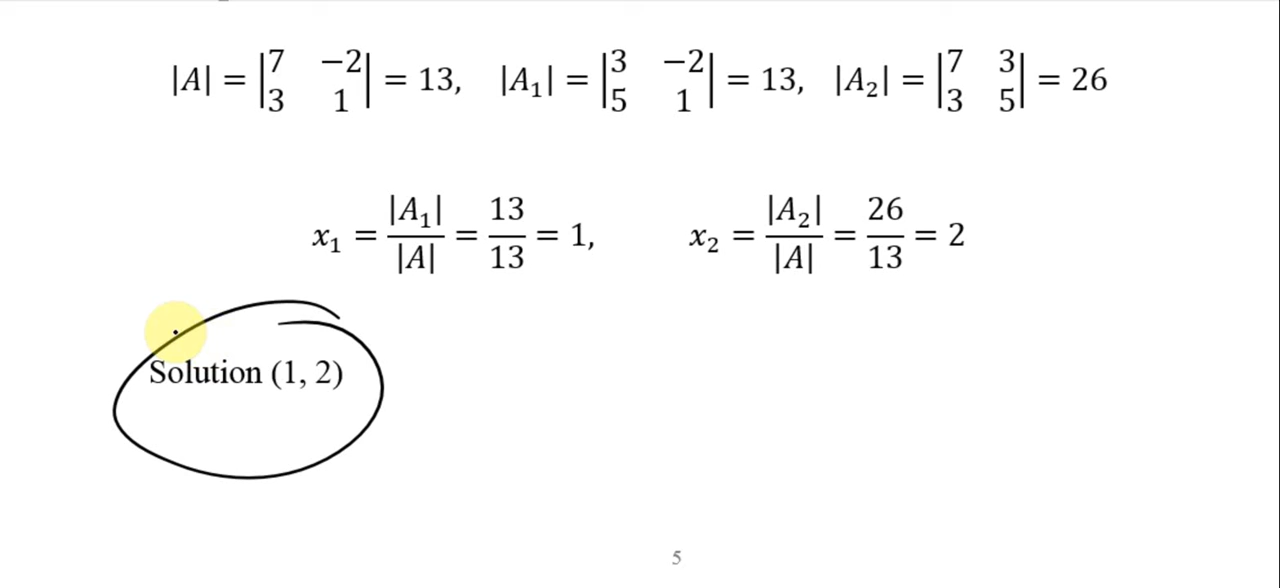 |A| = |7 −2; 3 1| = 13, |A₁| = |3 −2; 5 1| = 13, |A₂| = |7 3; 3 5| = 26
x₁ = |A₁|/|A| = 13/13 = 1, x₂ = |A₂|/|A| = 26/13 = 2
Solution (1, 2)
5